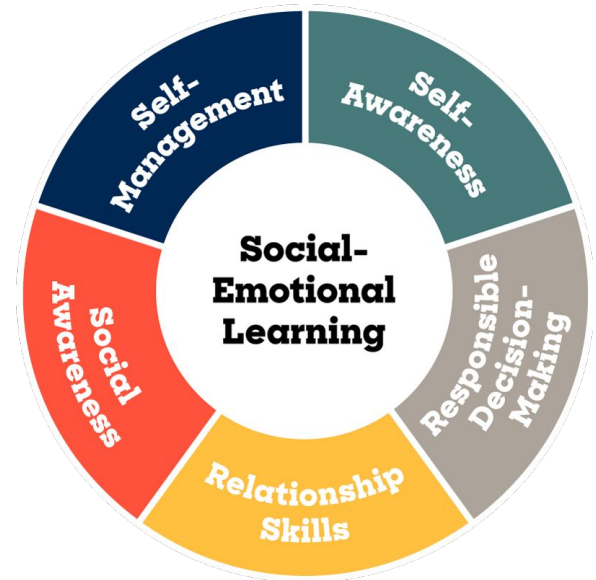 Self-
Management
Self-
Awareness
Social-
Emotional
Learning
Social
Awareness
Responsible
Decision-
Making
Relationship
Skills